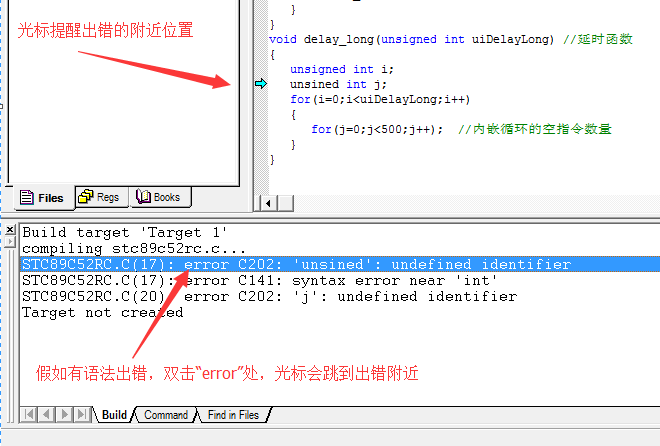 光标提醒出错的附近位置
}
}
void delay_long(unsigned int uiDelayLong) //延时函数
{
unsigned int i;
unsined int j;
for(i=0;i<uiDelayLong;i++)
{
for(j=0;j<500;j++);  //内嵌循环的空指令数量
}
}
Files Regs Books
Build target 'Target 1'
compiling stc89c52rc.c...
STC89C52RC.C(17): error C202: 'unsined': undefined identifier
STC89C52RC.C(17): error C141: syntax error near 'int'
STC89C52RC.C(20): error C202: 'j': undefined identifier
Target not created
假如有语法出错，双击“error”处，光标会跳到出错附近
Build Command Find in Files